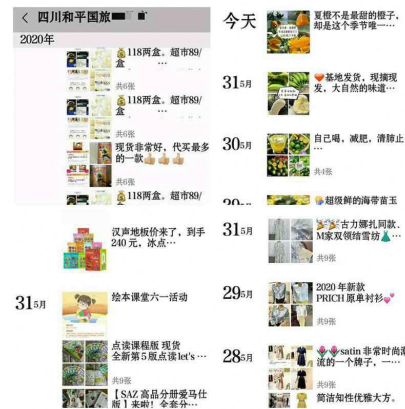 四川和平国旅
2020年
💰118两盒。超市89/
盒 …
💰118两盒。超市89/
盒 …
共6张
现货非常好，代买最多
的一款👍👍👍
共6张
💰118两盒。超市89/
盒 …
今天
夏橙不是最甜的橙子，
却是这个季节唯一…
31 5月
❤️基地发货，现摘现
发，大自然的味道…
30 5月
自己喝，减肥，清肺止
…
共4张
超级鲜的海带苗玉
汉声地板价来了，到手
240 元，冰点…
31 5月
绘本课堂六一活动
点读课程版 现货
全新第5版点读let's …
共9张
【SAZ 高品分册爱马仕
版】来啦！全套分…
31 5月
🎉🎉古力娜扎同款、
M家双领结雪纺👗…
共9张
29 5月
2020 年新款
PRICH 原单衬衫💕
共9张
28 5月
🌷🌷satin 非常时尚潮
流的一个牌子，一…
共9张
简洁知性优雅大方。